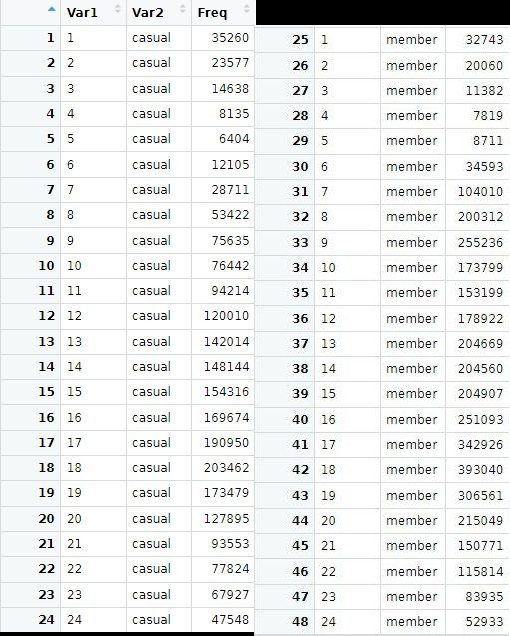 Var1 Var2 Freq
1 1 casual 35260
2 2 casual 23577
3 3 casual 14638
4 4 casual 8135
5 5 casual 6404
6 6 casual 12105
7 7 casual 28711
8 8 casual 53422
9 9 casual 75635
10 10 casual 76442
11 11 casual 94214
12 12 casual 120010
13 13 casual 142014
14 14 casual 148144
15 15 casual 154316
16 16 casual 169674
17 17 casual 190950
18 18 casual 203462
19 19 casual 173479
20 20 casual 127895
21 21 casual 93553
22 22 casual 77824
23 23 casual 67927
24 24 casual 47548
25 1 member 32743
26 2 member 20060
27 3 member 11382
28 4 member 7819
29 5 member 8711
30 6 member 34593
31 7 member 104010
32 8 member 200312
33 9 member 255236
34 10 member 173799
35 11 member 153199
36 12 member 178922
37 13 member 204669
38 14 member 204560
39 15 member 204907
40 16 member 251093
41 17 member 342926
42 18 member 393040
43 19 member 306561
44 20 member 215049
45 21 member 150771
46 22 member 115814
47 23 member 83935
48 24 member 52933